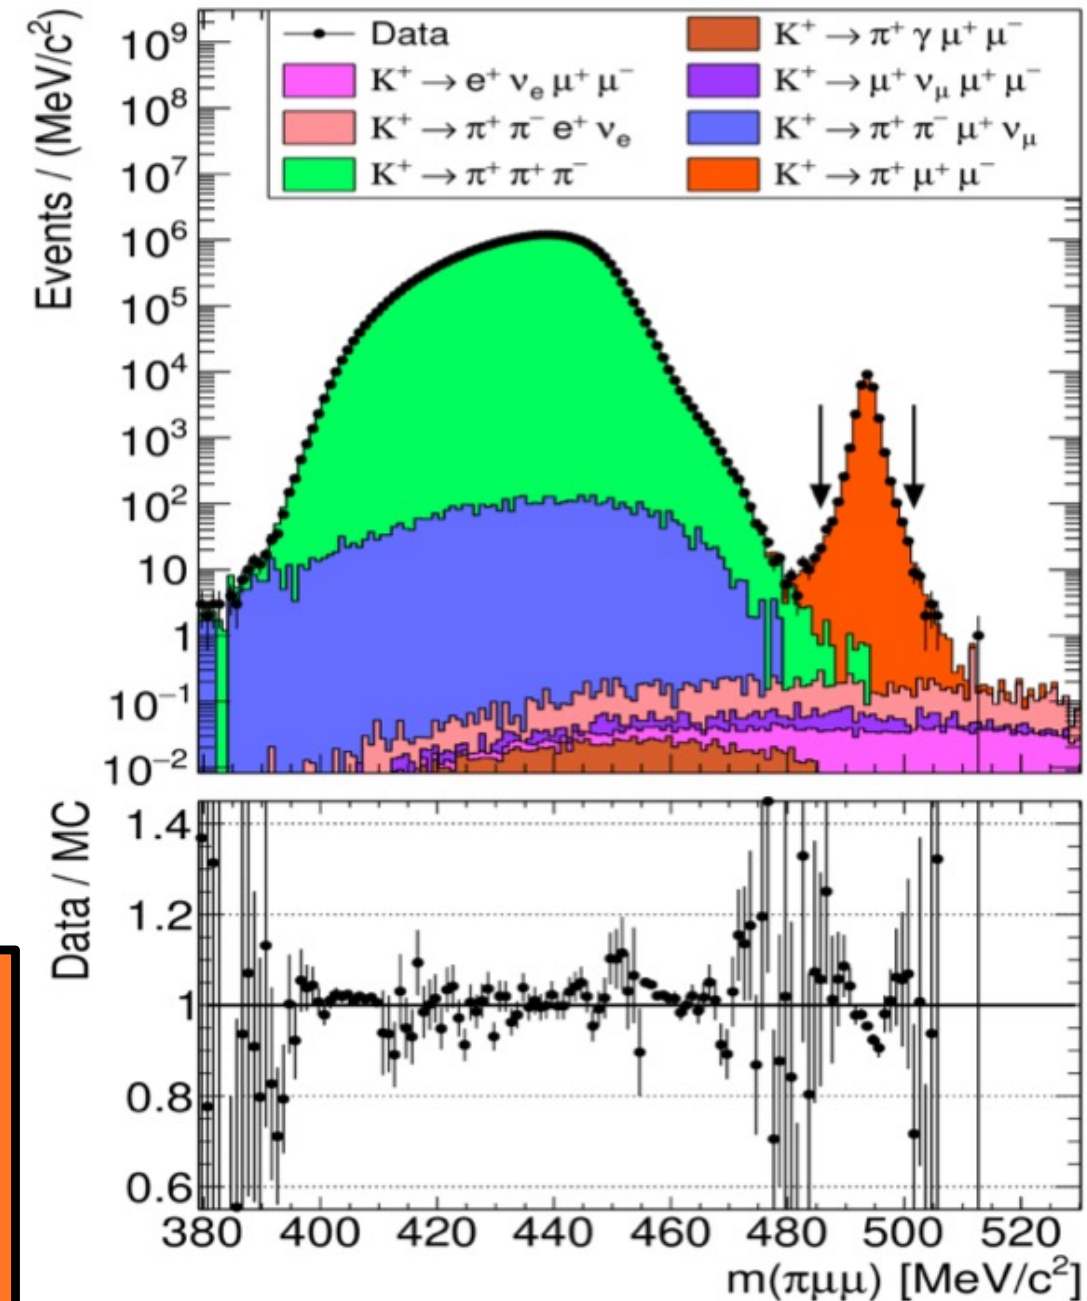 Events / (MeV/c²)
10⁹
10⁸
10⁷
10⁶
10⁵
10⁴
10³
10²
10
1
10⁻¹
10⁻²
Data
K⁺ → e⁺ νₑ μ⁺ μ⁻
K⁺ → π⁺ π⁻ e⁺ νₑ
K⁺ → π⁺ π⁺ π⁻
K⁺ → π⁺ γ μ⁺ μ⁻
K⁺ → μ⁺ ν_μ μ⁺ μ⁻
K⁺ → π⁺ π⁻ μ⁺ ν_μ
K⁺ → π⁺ μ⁺ μ⁻
Data / MC
1.4
1.2
1
0.8
0.6
380 400 420 440 460 480 500 520
m(πμμ) [MeV/c²]